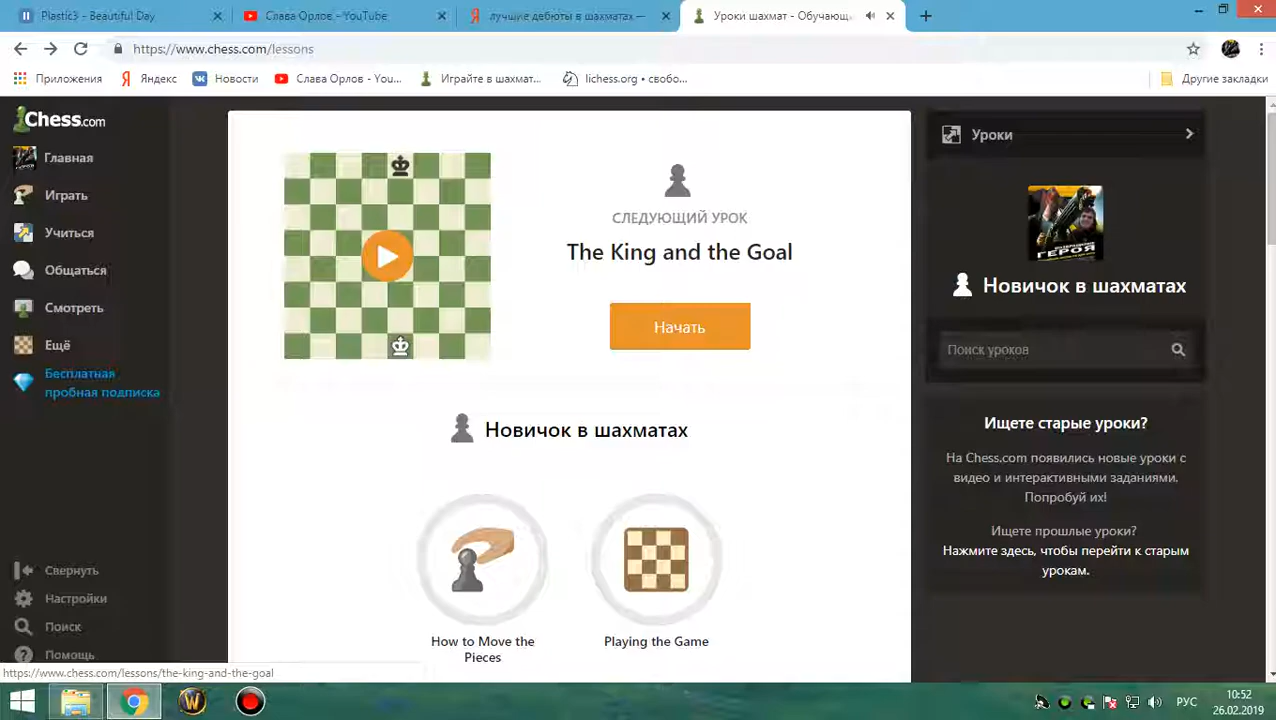 Plastic3 - Beautiful Day
Слава Орлов - YouTube
лучшие дебюты в шахматах —
Уроки шахмат - Обучающ
https://www.chess.com/lessons
Приложения
Яндекс
Новости
Слава Орлов - You...
Играйте в шахмат...
lichess.org • свобо...
Другие закладки
Chess.com
Главная
Играть
Учиться
Общаться
Смотреть
Ещё
Бесплатная
пробная подписка
Свернуть
Настройки
Поиск
Помощь
СЛЕДУЮЩИЙ УРОК
The King and the Goal
Начать
Новичок в шахматах
How to Move the
Pieces
Playing the Game
Уроки
ГЕРОЯ
Новичок в шахматах
Поиск уроков
Ищете старые уроки?
На Chess.com появились новые уроки с
видео и интерактивными заданиями.
Попробуй их!
Ищете прошлые уроки?
Нажмите здесь, чтобы перейти к старым
урокам.
https://www.chess.com/lessons/the-king-and-the-goal
РУС
10:52
26.02.2019